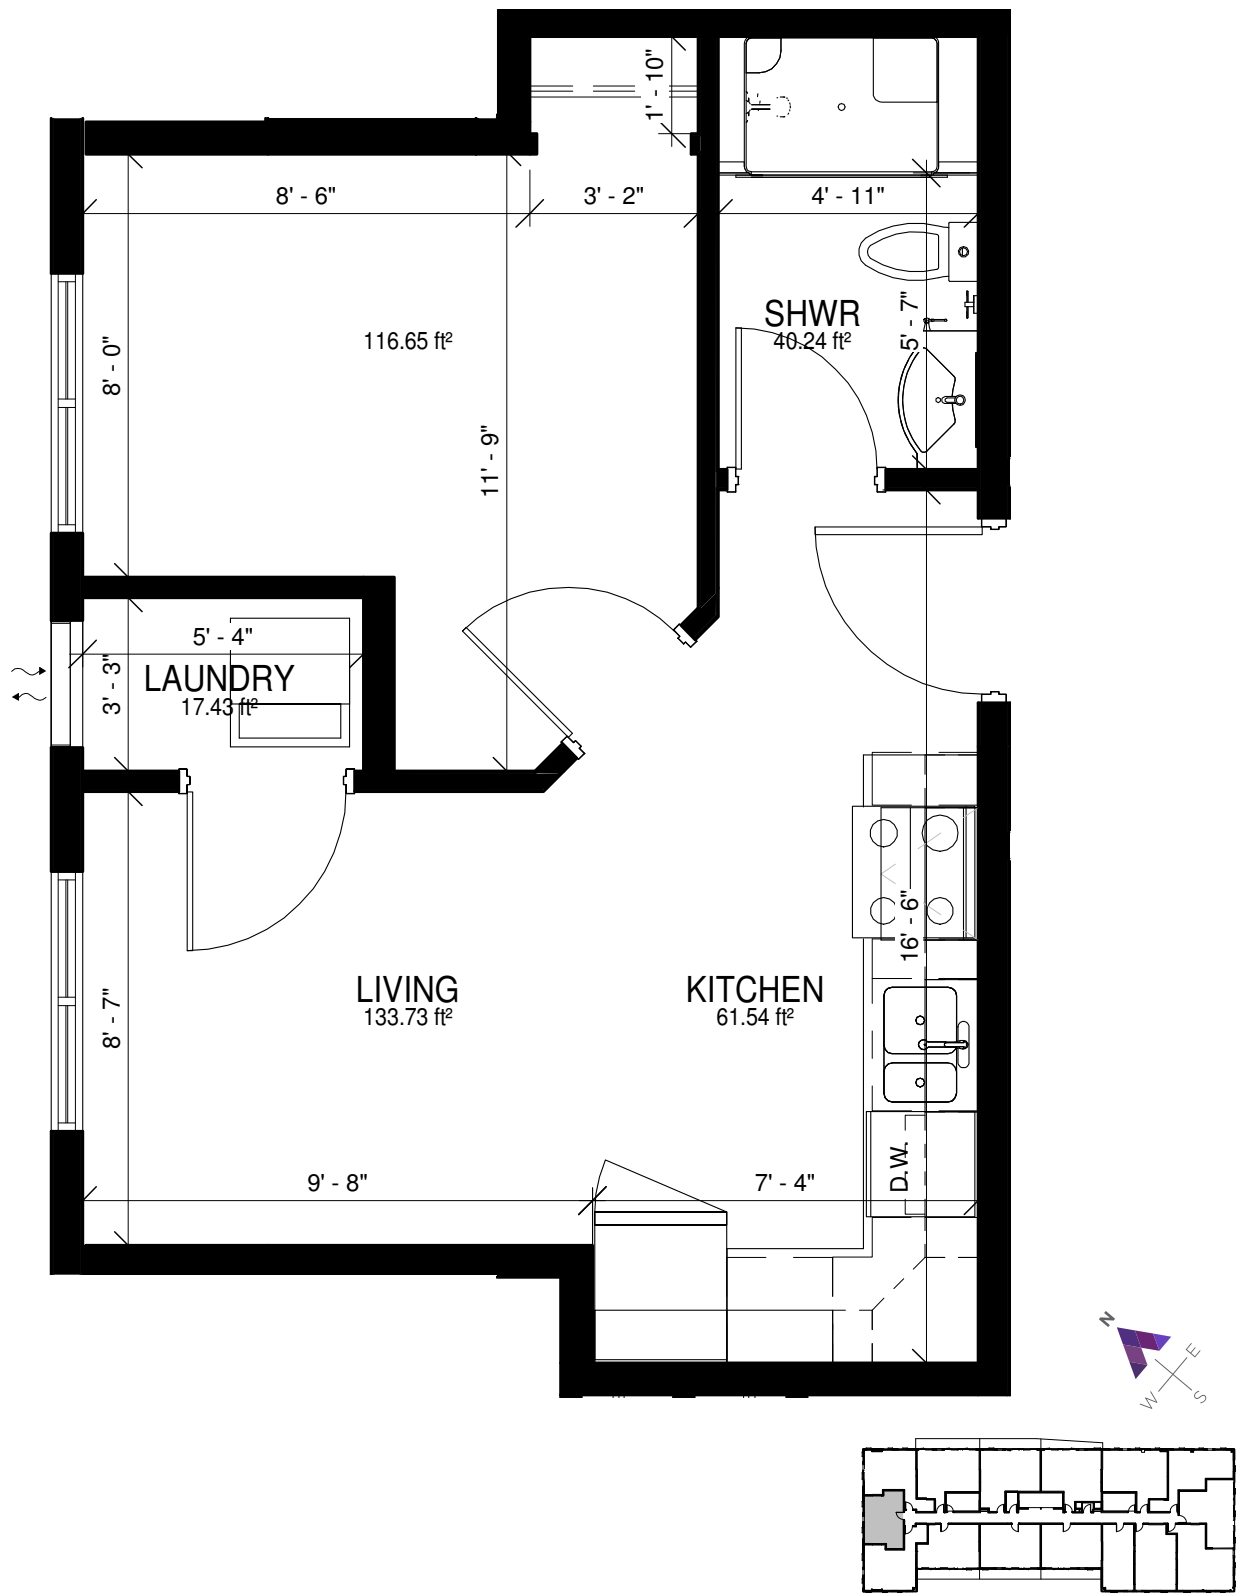 1' - 10"
8' - 6"
3' - 2"
4' - 11"
SHWR
40.24 ft²
5' - 7"
116.65 ft²
8' - 0"
11' - 9"
5' - 4"
LAUNDRY
17.43 ft²
3' - 3"
16' - 6"
LIVING
133.73 ft²
KITCHEN
61.54 ft²
8' - 7"
D.W.
9' - 8"
7' - 4"
N
E
W
S